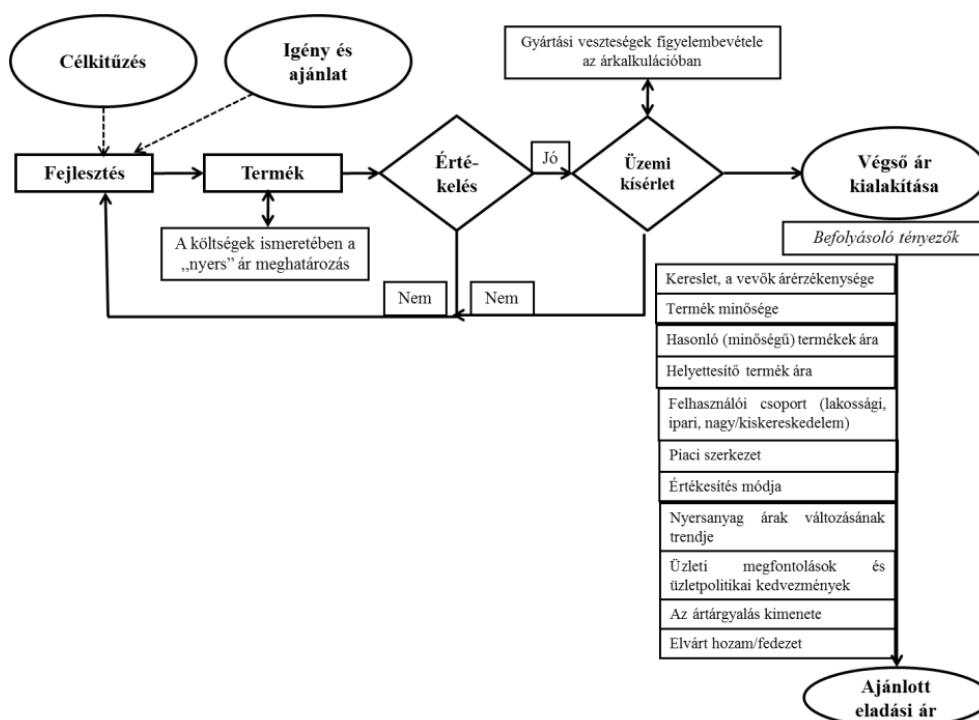 Célkitűzés
Igény és
ajánlat
Gyártási veszteségek figyelembevétele
az árkalkulációban
Fejlesztés
Termék
Érté-
kelés
Jó
Üzemi
kísérlet
Végső ár
kialakítása
A költségek ismeretében a
„nyers” ár meghatározás
Befolyásoló tényezők
Nem
Nem
Kereslet, a vevők árérzékenysége
Termék minősége
Hasonló (minőségű) termékek ára
Helyettesítő termék ára
Felhasználói csoport (lakossági,
ipari, nagy/kiskereskedelem)
Piaci szerkezet
Értékesítés módja
Nyersanyag árak változásának
trendje
Üzleti megfontolások és
üzletpolitikai kedvezmények
Az ártárgyalás kimenete
Elvárt hozam/fedezet
Ajánlott
eladási ár